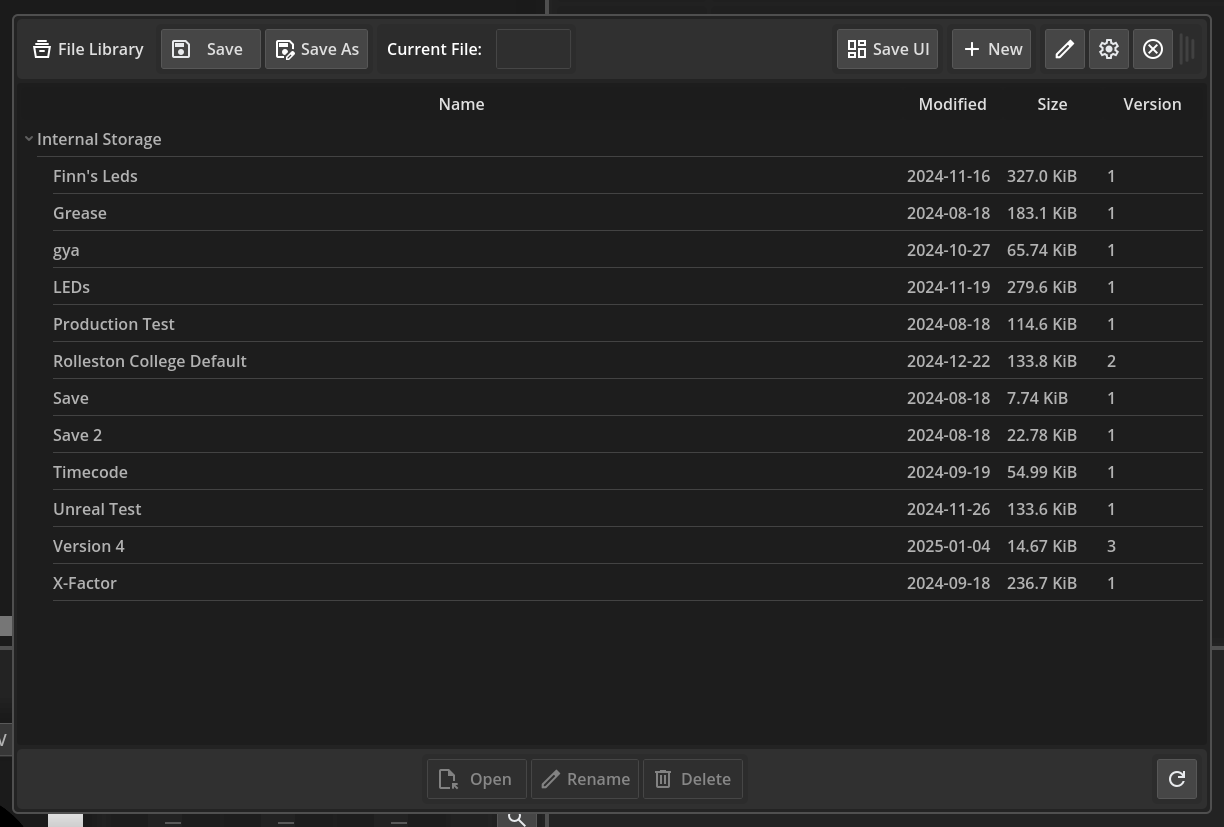 File Library Save Save As Current File: Save UI New
Name Modified Size Version
Internal Storage
Finn's Leds 2024-11-16 327.0 KiB 1
Grease 2024-08-18 183.1 KiB 1
gya 2024-10-27 65.74 KiB 1
LEDs 2024-11-19 279.6 KiB 1
Production Test 2024-08-18 114.6 KiB 1
Rolleston College Default 2024-12-22 133.8 KiB 2
Save 2024-08-18 7.74 KiB 1
Save 2 2024-08-18 22.78 KiB 1
Timecode 2024-09-19 54.99 KiB 1
Unreal Test 2024-11-26 133.6 KiB 1
Version 4 2025-01-04 14.67 KiB 3
X-Factor 2024-09-18 236.7 KiB 1
Open Rename Delete